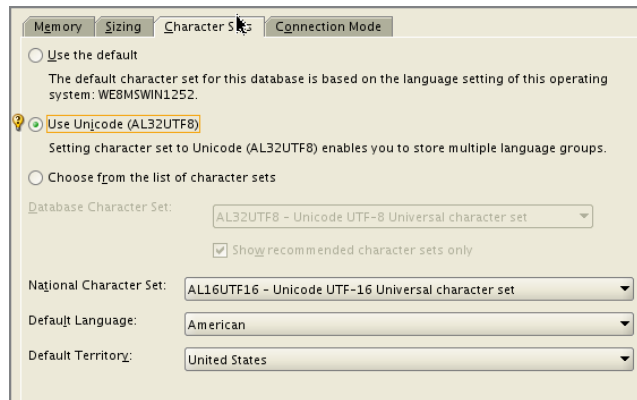 Memory Sizing Character Sets Connection Mode
Use the default
The default character set for this database is based on the language setting of this operating
system: WE8MSWIN1252.
Use Unicode (AL32UTF8)
Setting character set to Unicode (AL32UTF8) enables you to store multiple language groups.
Choose from the list of character sets
Database Character Set:
AL32UTF8 - Unicode UTF-8 Universal character set
Show recommended character sets only
National Character Set:
AL16UTF16 - Unicode UTF-16 Universal character set
Default Language:
American
Default Territory:
United States